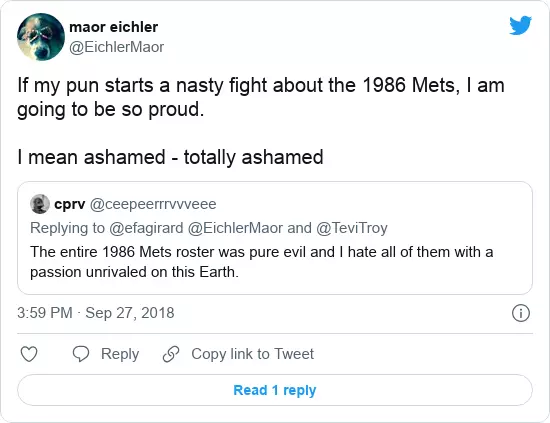 maor eichler
@EichlerMaor
If my pun starts a nasty fight about the 1986 Mets, I am
going to be so proud.
I mean ashamed - totally ashamed
cprv @ceepeerrrvvveee
Replying to @efagirard @EichlerMaor and @TeviTroy
The entire 1986 Mets roster was pure evil and I hate all of them with a
passion unrivaled on this Earth.
3:59 PM · Sep 27, 2018
Reply Copy link to Tweet
Read 1 reply